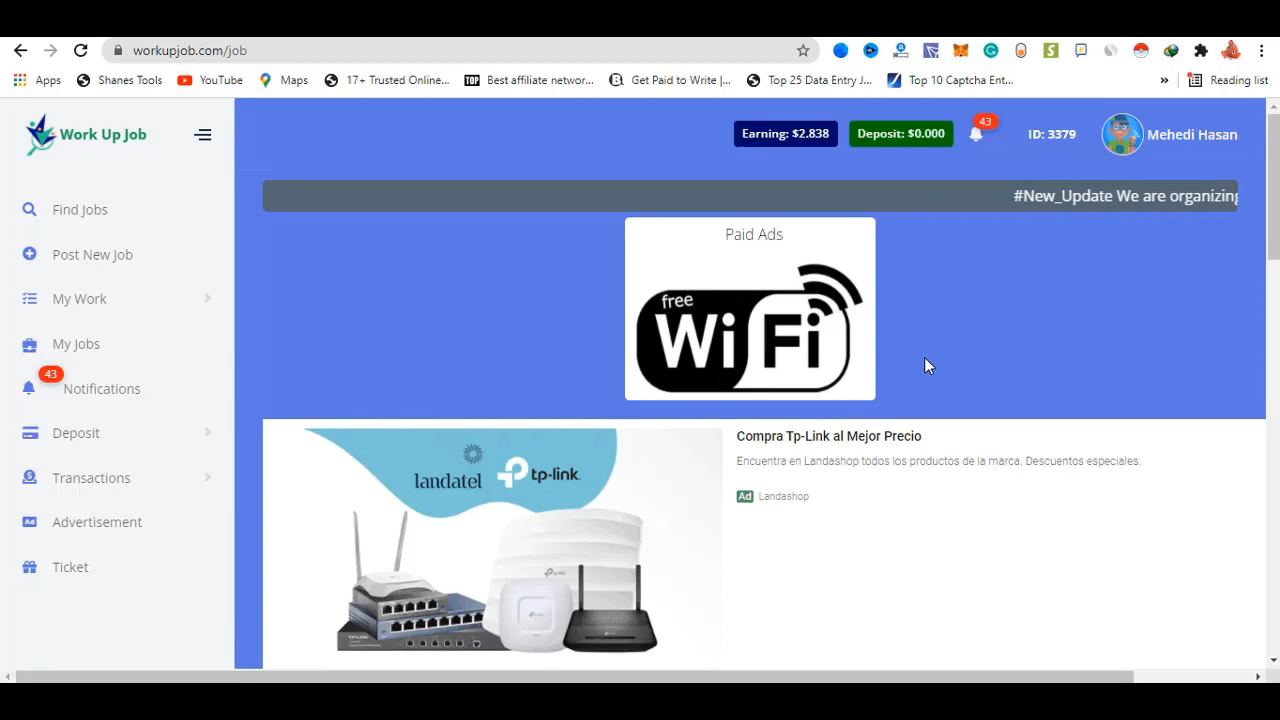 workupjob.com/job
Apps
Shanes Tools
YouTube
Maps
17+ Trusted Online...
TOP
Best affiliate networ...
Get Paid to Write |...
Top 25 Data Entry J...
Top 10 Captcha Ent...
»
Reading list
Work Up Job
Earning: $2.838
Deposit: $0.000
43
ID: 3379
Mehedi Hasan
#New_Update We are organizing
Find Jobs
Post New Job
My Work
My Jobs
43
Notifications
Deposit
Transactions
Ad Advertisement
Ticket
Paid Ads
free
WiFi
landatel
tp-link
Compra Tp-Link al Mejor Precio
Encuentra en Landashop todos los productos de la marca. Descuentos especiales.
Ad Landashop